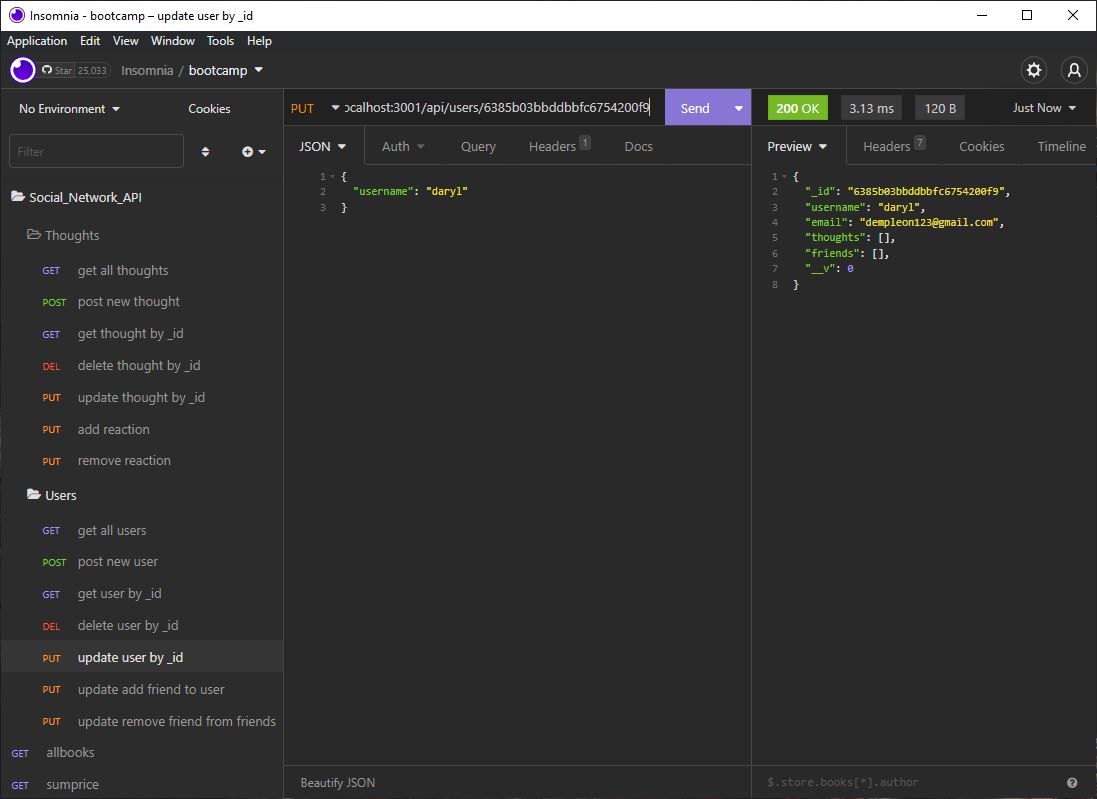 Insomnia - bootcamp – update user by _id
Application Edit View Window Tools Help
Star 25,033 Insomnia / bootcamp
No Environment Cookies
PUT ocalhost:3001/api/users/6385b03bbddbbfc6754200f9 Send
200 OK 3.13 ms 120 B Just Now
Filter
JSON Auth Query Headers 1 Docs
Preview Headers 7 Cookies Timeline
1 {
2 "username": "daryl"
3 }
1 {
2 "_id": "6385b03bbddbbfc6754200f9",
3 "username": "daryl",
4 "email": "dempleon123@gmail.com",
5 "thoughts": [],
6 "friends": [],
7 "__v": 0
8 }
Social_Network_API
Thoughts
GET get all thoughts
POST post new thought
GET get thought by _id
DEL delete thought by _id
PUT update thought by _id
PUT add reaction
PUT remove reaction
Users
GET get all users
POST post new user
GET get user by _id
DEL delete user by _id
PUT update user by _id
PUT update add friend to user
PUT update remove friend from friends
GET allbooks
GET sumprice
Beautify JSON
$.store.books[*].author